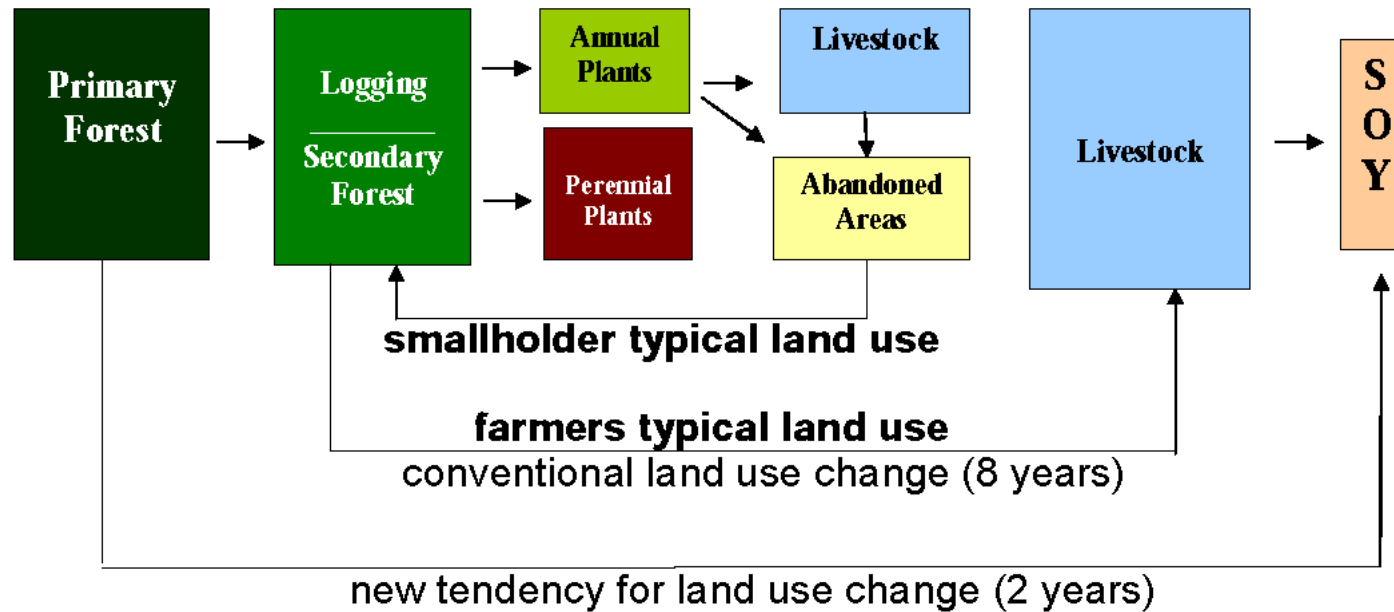 Primary
Forest
Logging
Secondary
Forest
Annual
Plants
Perennial
Plants
Livestock
Abandoned
Areas
Livestock
S
O
Y
smallholder typical land use
farmers typical land use
conventional land use change (8 years)
new tendency for land use change (2 years)